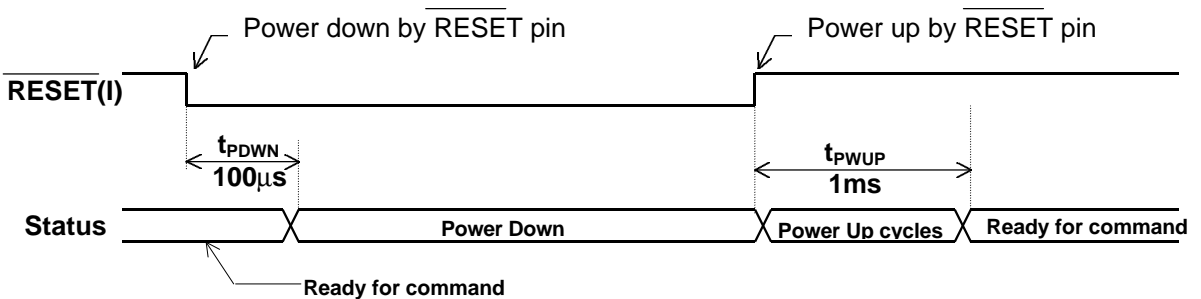 Power down by RESET pin
Power up by RESET pin
RESET(I)
tPDWN
100μs
tPWUP
1ms
Status
Power Down
Power Up cycles
Ready for command
Ready for command